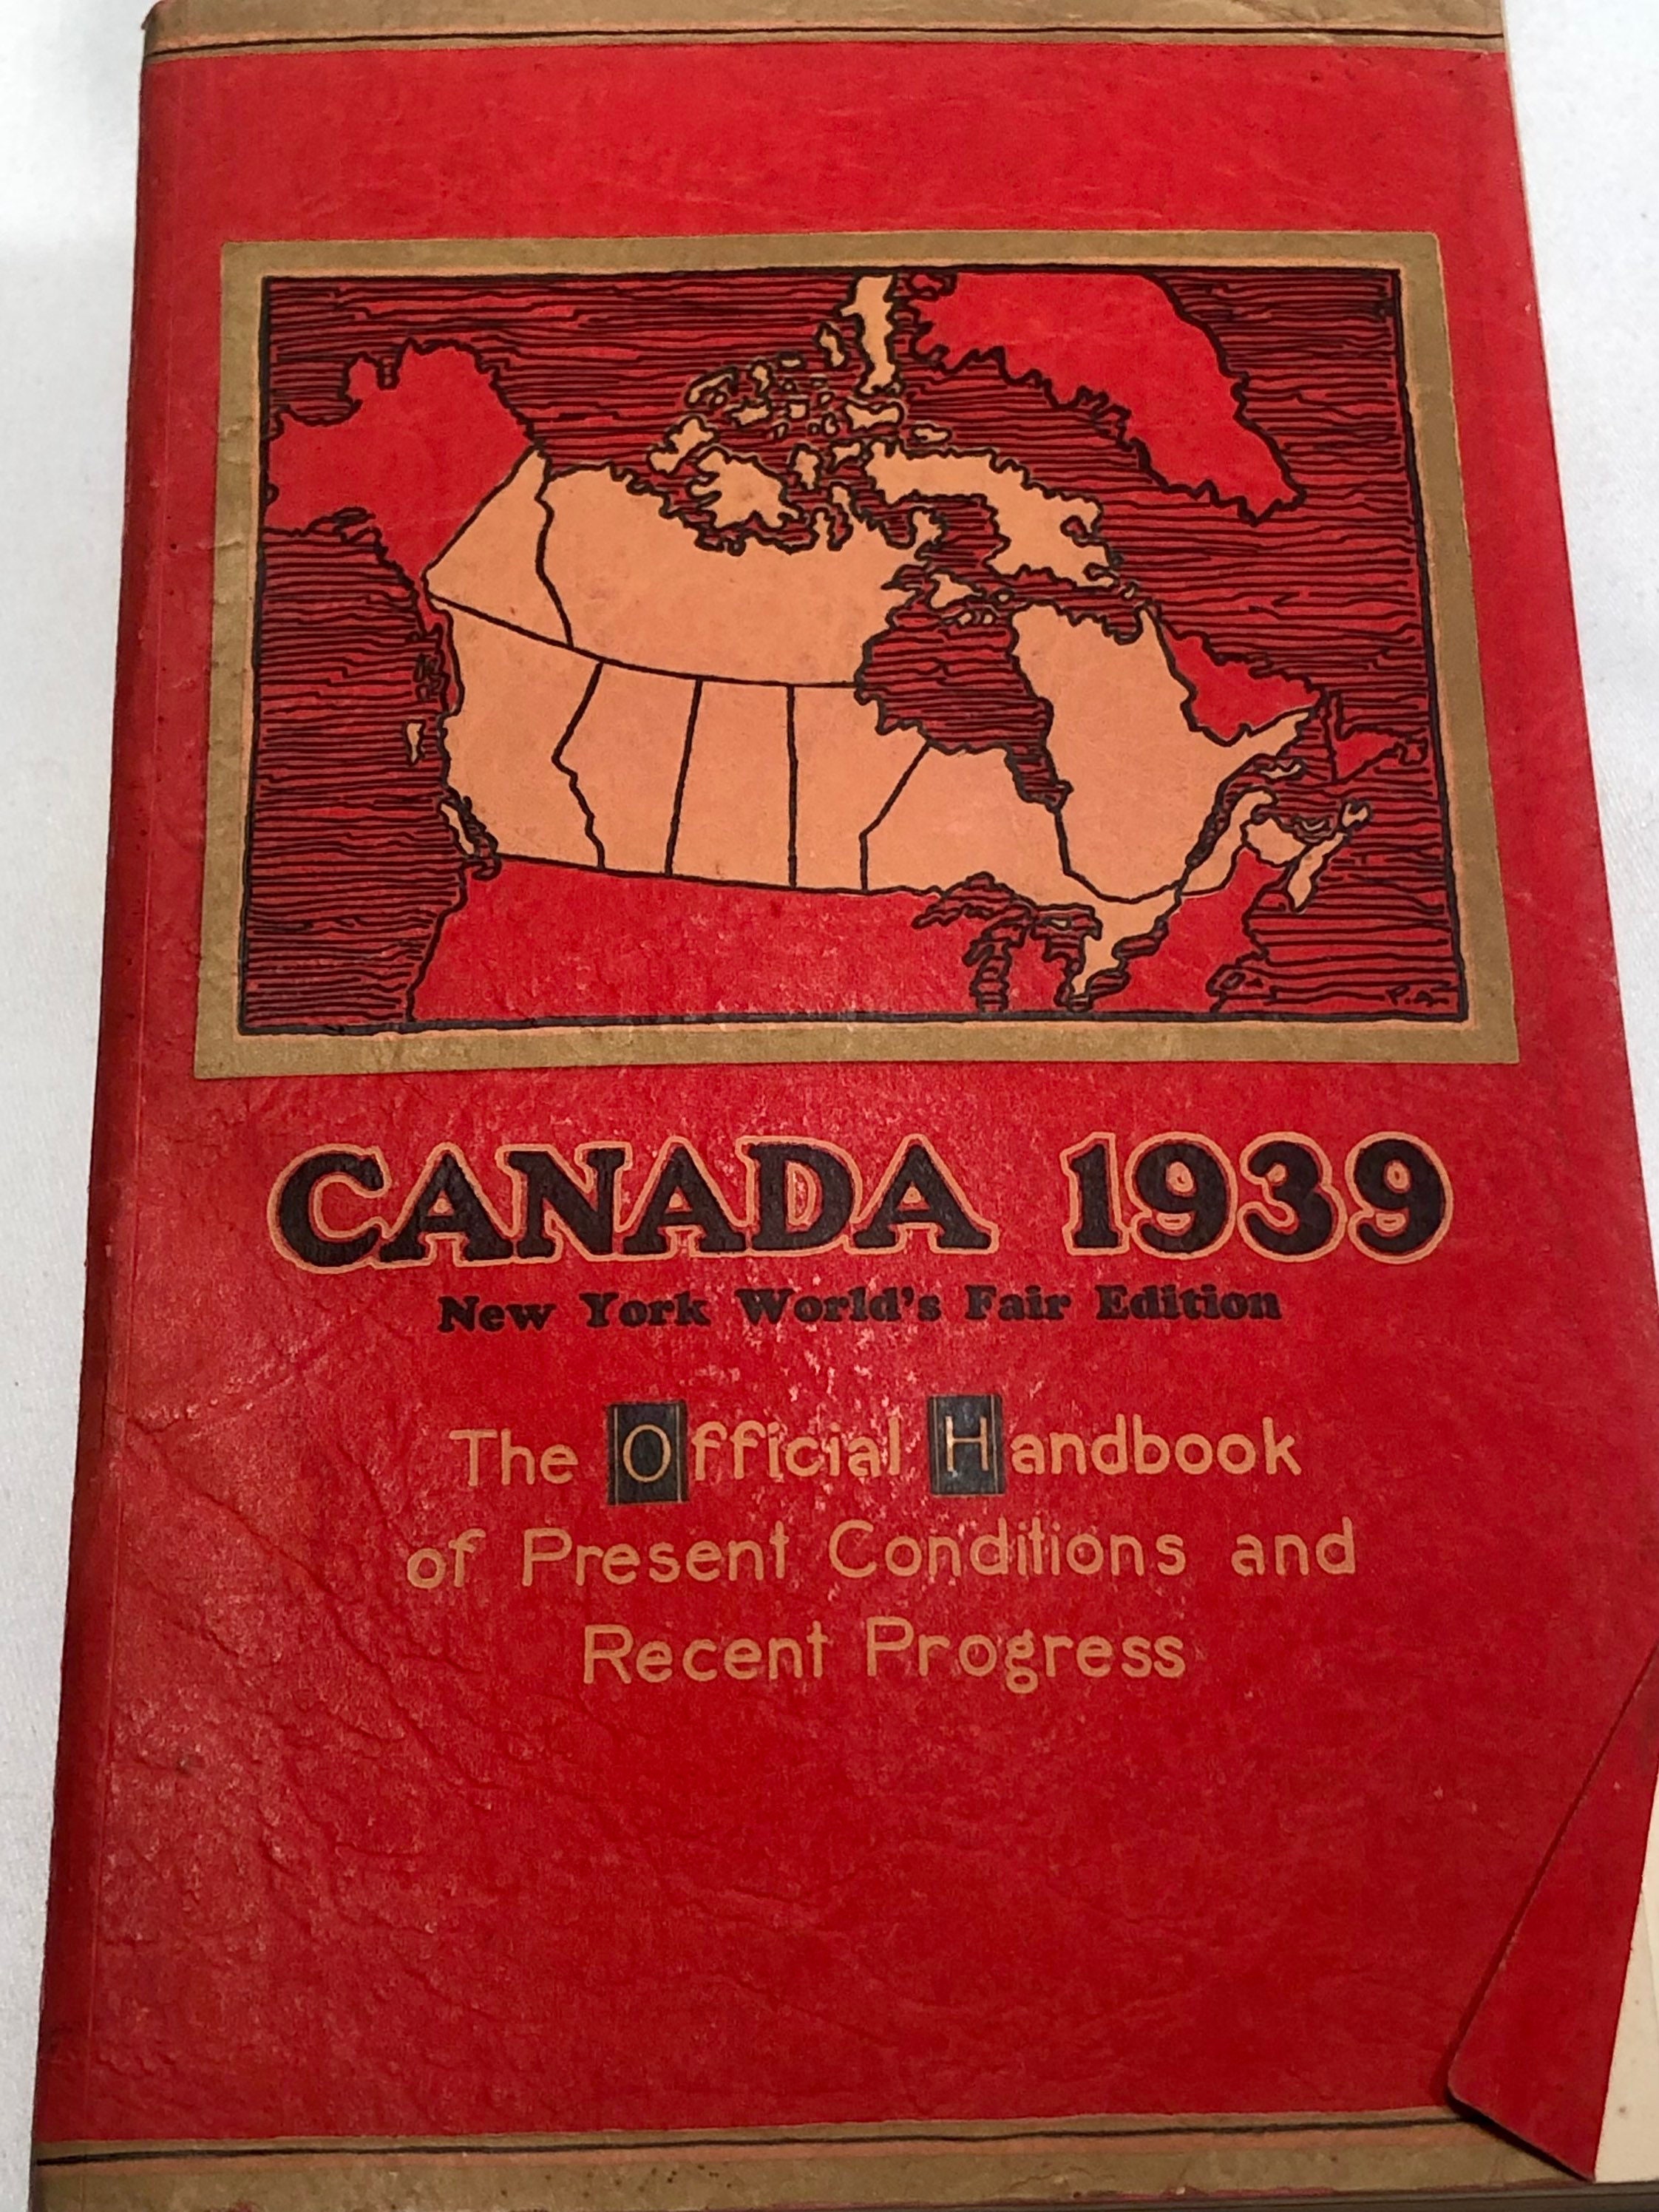 CANADA 1939
New York World's Fair Edition
The Official Handbook
of Present Conditions and
Recent Progress